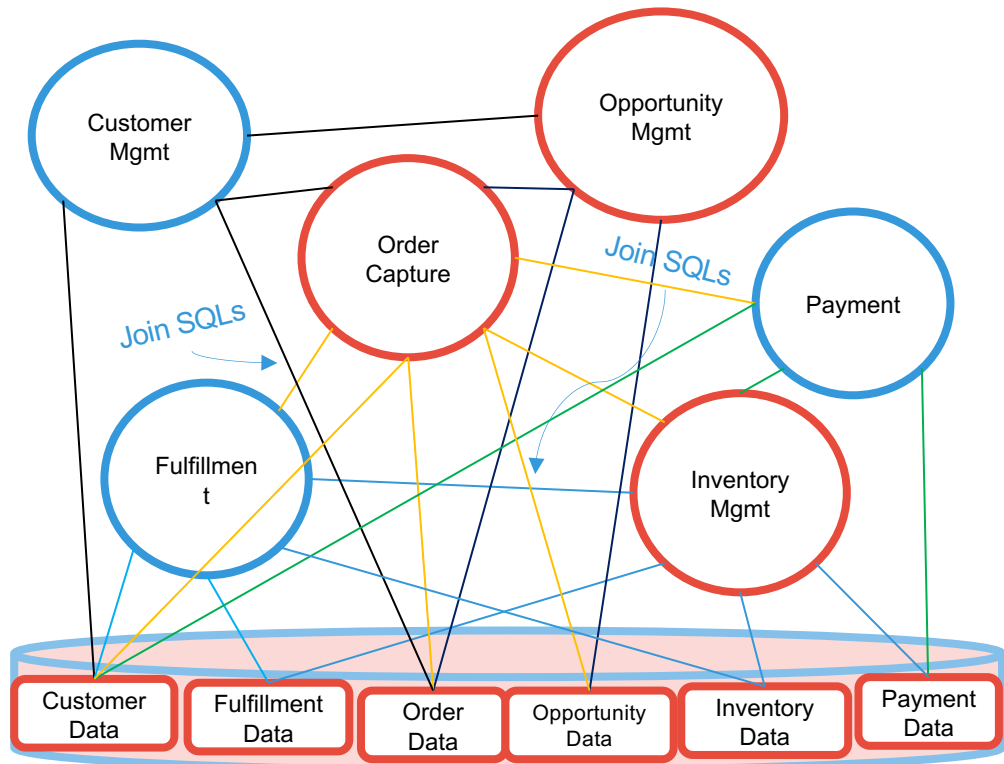 Customer
Mgmt
Opportunity
Mgmt
Order
Capture
Join SQLs
Payment
Join SQLs
Fulfillmen
t
Inventory
Mgmt
Customer
Data
Fulfillment
Data
Order
Data
Opportunity
Data
Inventory
Data
Payment
Data